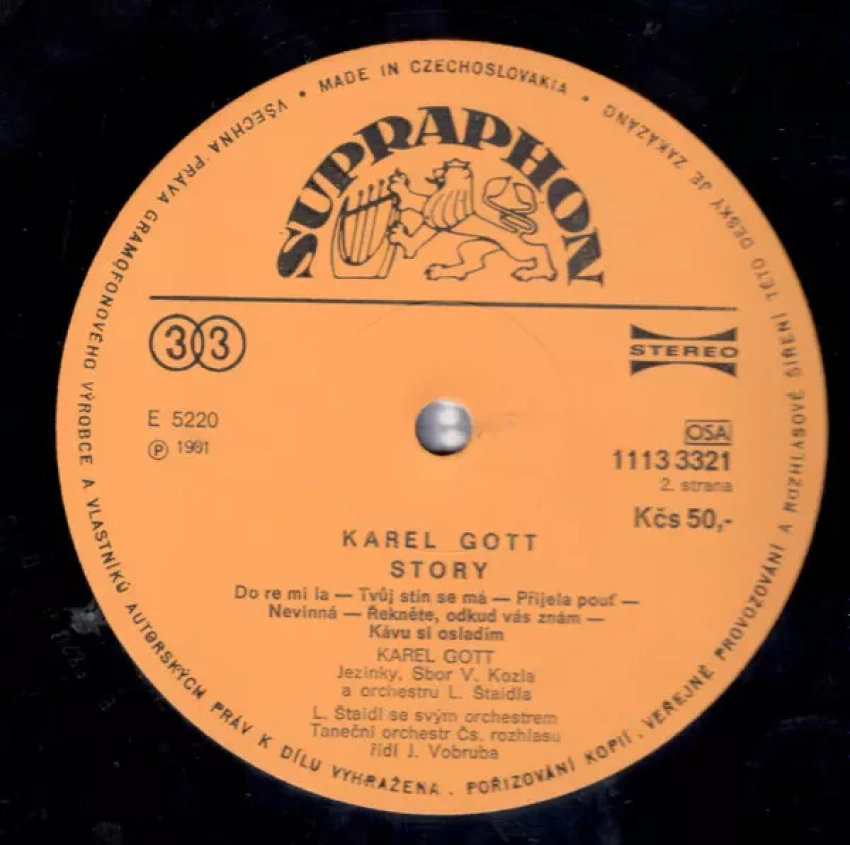 • MADE IN CZECHOSLOVAKIA •
VŠECHNA PRÁVA GRAMOFONOVÉHO VÝROBCE A VLASTNÍKŮ AUTORSKÝCH PRÁV K DÍLU VYHRAŽENA . POŘIZOVÁNÍ KOPIÍ , VEŘEJNÉ PROVOZOVÁNÍ A ROZHLASOVÉ ŠÍŘENÍ TÉTO DESKY JE ZAKÁZÁNO
SUPRAPHON
33
STEREO
E 5220
Ⓟ 1981
OSA
1113 3321
2. strana
Kčs 50,-
KAREL GOTT
STORY
Do re mi la — Tvůj stín se má — Přijela pouť —
Nevinná — Řekněte, odkud vás znám —
Kávu si osladím
KAREL GOTT
Jezinky, Sbor V. Kozla
a orchestru L. Štaidla
L. Štaidl se svým orchestrem
Taneční orchestr Čs. rozhlasu
řídí J. Vobruba